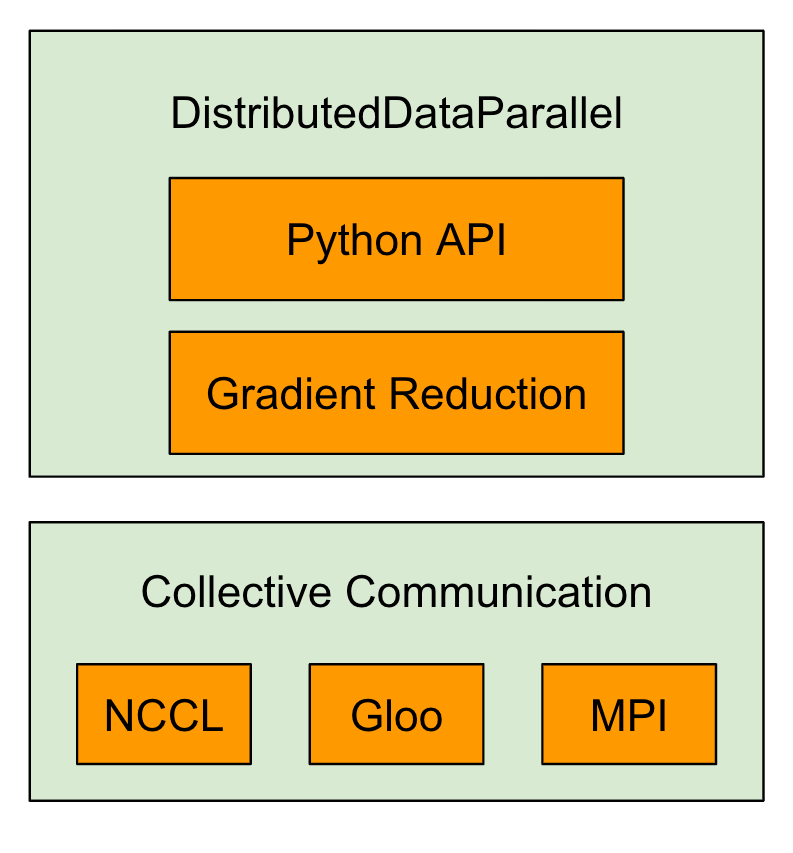 DistributedDataParallel
Python API
Gradient Reduction
Collective Communication
NCCL
Gloo
MPI